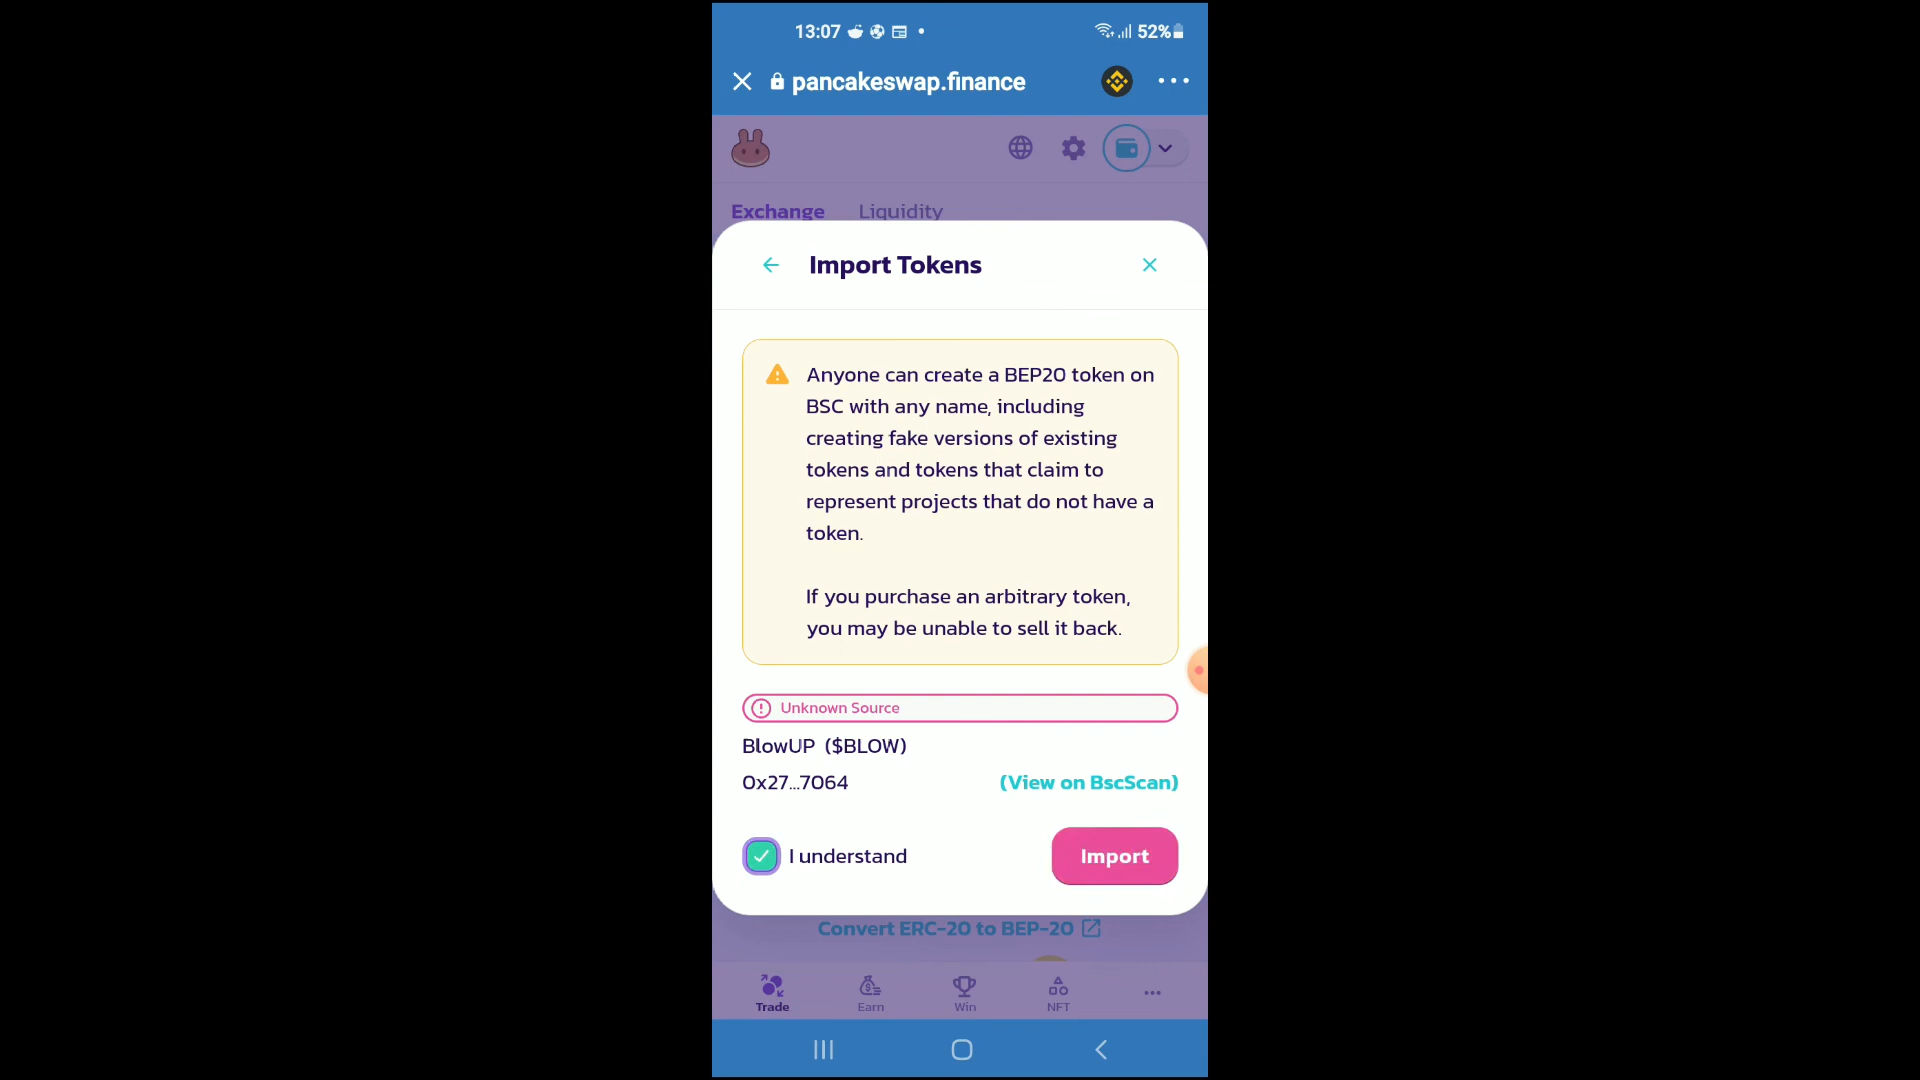 13:07
52%
pancakeswap.finance
Exchange Liquidity
Import Tokens
Anyone can create a BEP20 token on
BSC with any name, including
creating fake versions of existing
tokens and tokens that claim to
represent projects that do not have a
token.
If you purchase an arbitrary token,
you may be unable to sell it back.
Unknown Source
BlowUP ($BLOW)
0x27...7064 (View on BscScan)
I understand
Import
Convert ERC-20 to BEP-20
Trade Earn Win NFT